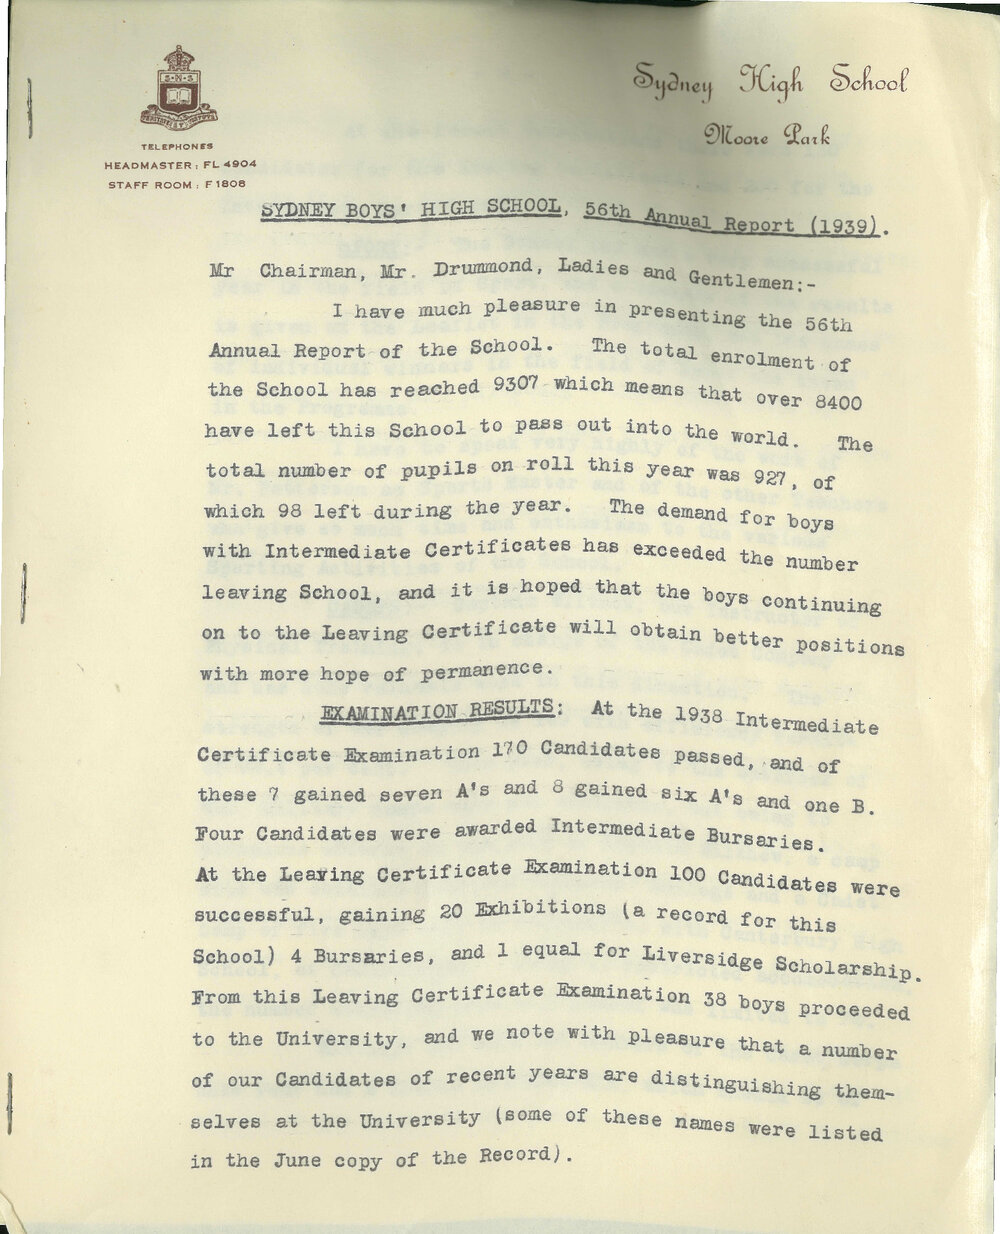 S·N·S
TELEPHONES
HEADMASTER: FL 4904
STAFF ROOM: F 1808
Sydney High School
Moore Park
SYDNEY BOYS' HIGH SCHOOL, 56th Annual Report (1939).
Mr Chairman, Mr. Drummond, Ladies and Gentlemen:-
I have much pleasure in presenting the 56th
Annual Report of the School. The total enrolment of
the School has reached 9307 which means that over 8400
have left this School to pass out into the world. The
total number of pupils on roll this year was 927, of
which 98 left during the year. The demand for boys
with Intermediate Certificates has exceeded the number
leaving School, and it is hoped that the boys continuing
on to the Leaving Certificate will obtain better positions
with more hope of permanence.
EXAMINATION RESULTS: At the 1938 Intermediate
Certificate Examination 170 Candidates passed, and of
these 7 gained seven A's and 8 gained six A's and one B.
Four Candidates were awarded Intermediate Bursaries.
At the Leaving Certificate Examination 100 Candidates were
successful, gaining 20 Exhibitions (a record for this
School) 4 Bursaries, and 1 equal for Liversidge Scholarship.
From this Leaving Certificate Examination 38 boys proceeded
to the University, and we note with pleasure that a number
of our Candidates of recent years are distinguishing them-
selves at the University (some of these names were listed
in the June copy of the Record).